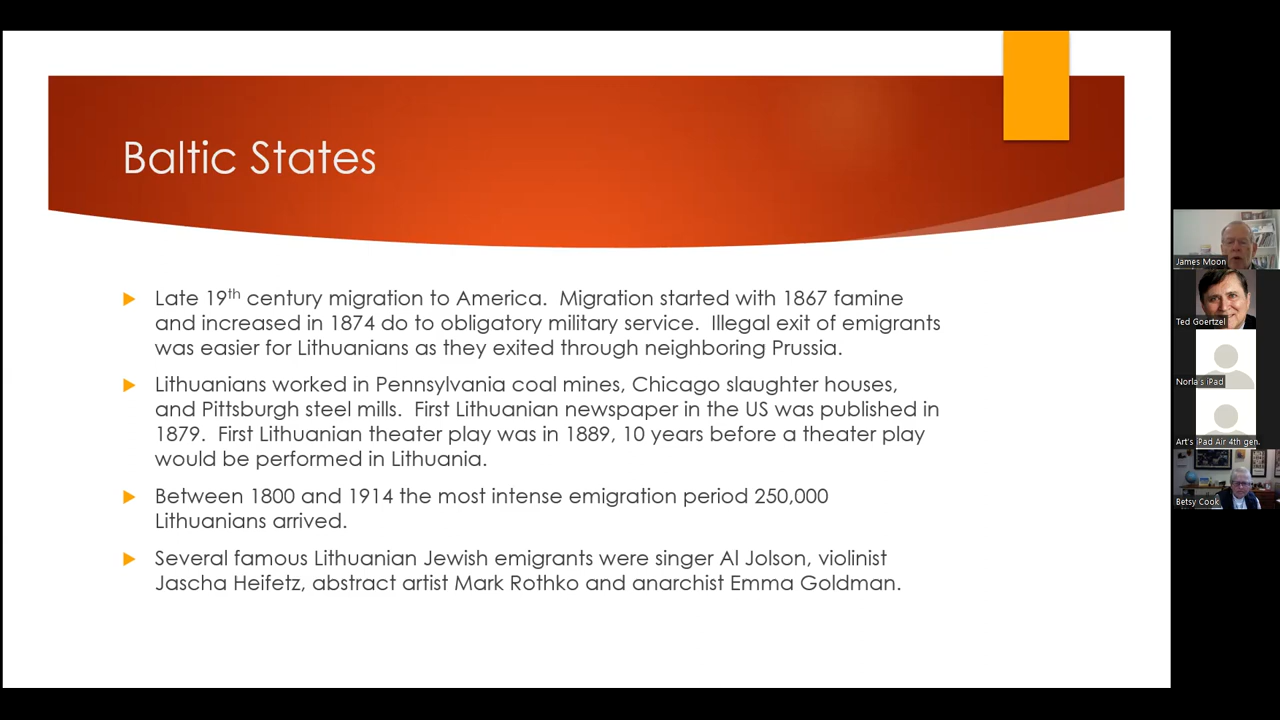 Baltic States
Late 19th century migration to America. Migration started with 1867 famine
and increased in 1874 do to obligatory military service. Illegal exit of emigrants
was easier for Lithuanians as they exited through neighboring Prussia.
Lithuanians worked in Pennsylvania coal mines, Chicago slaughter houses,
and Pittsburgh steel mills. First Lithuanian newspaper in the US was published in
1879. First Lithuanian theater play was in 1889, 10 years before a theater play
would be performed in Lithuania.
Between 1800 and 1914 the most intense emigration period 250,000
Lithuanians arrived.
Several famous Lithuanian Jewish emigrants were singer Al Jolson, violinist
Jascha Heifetz, abstract artist Mark Rothko and anarchist Emma Goldman.
James Moon
Ted Goertzel
Norla's iPad
Art's iPad Air 4th gen.
Betsy Cook